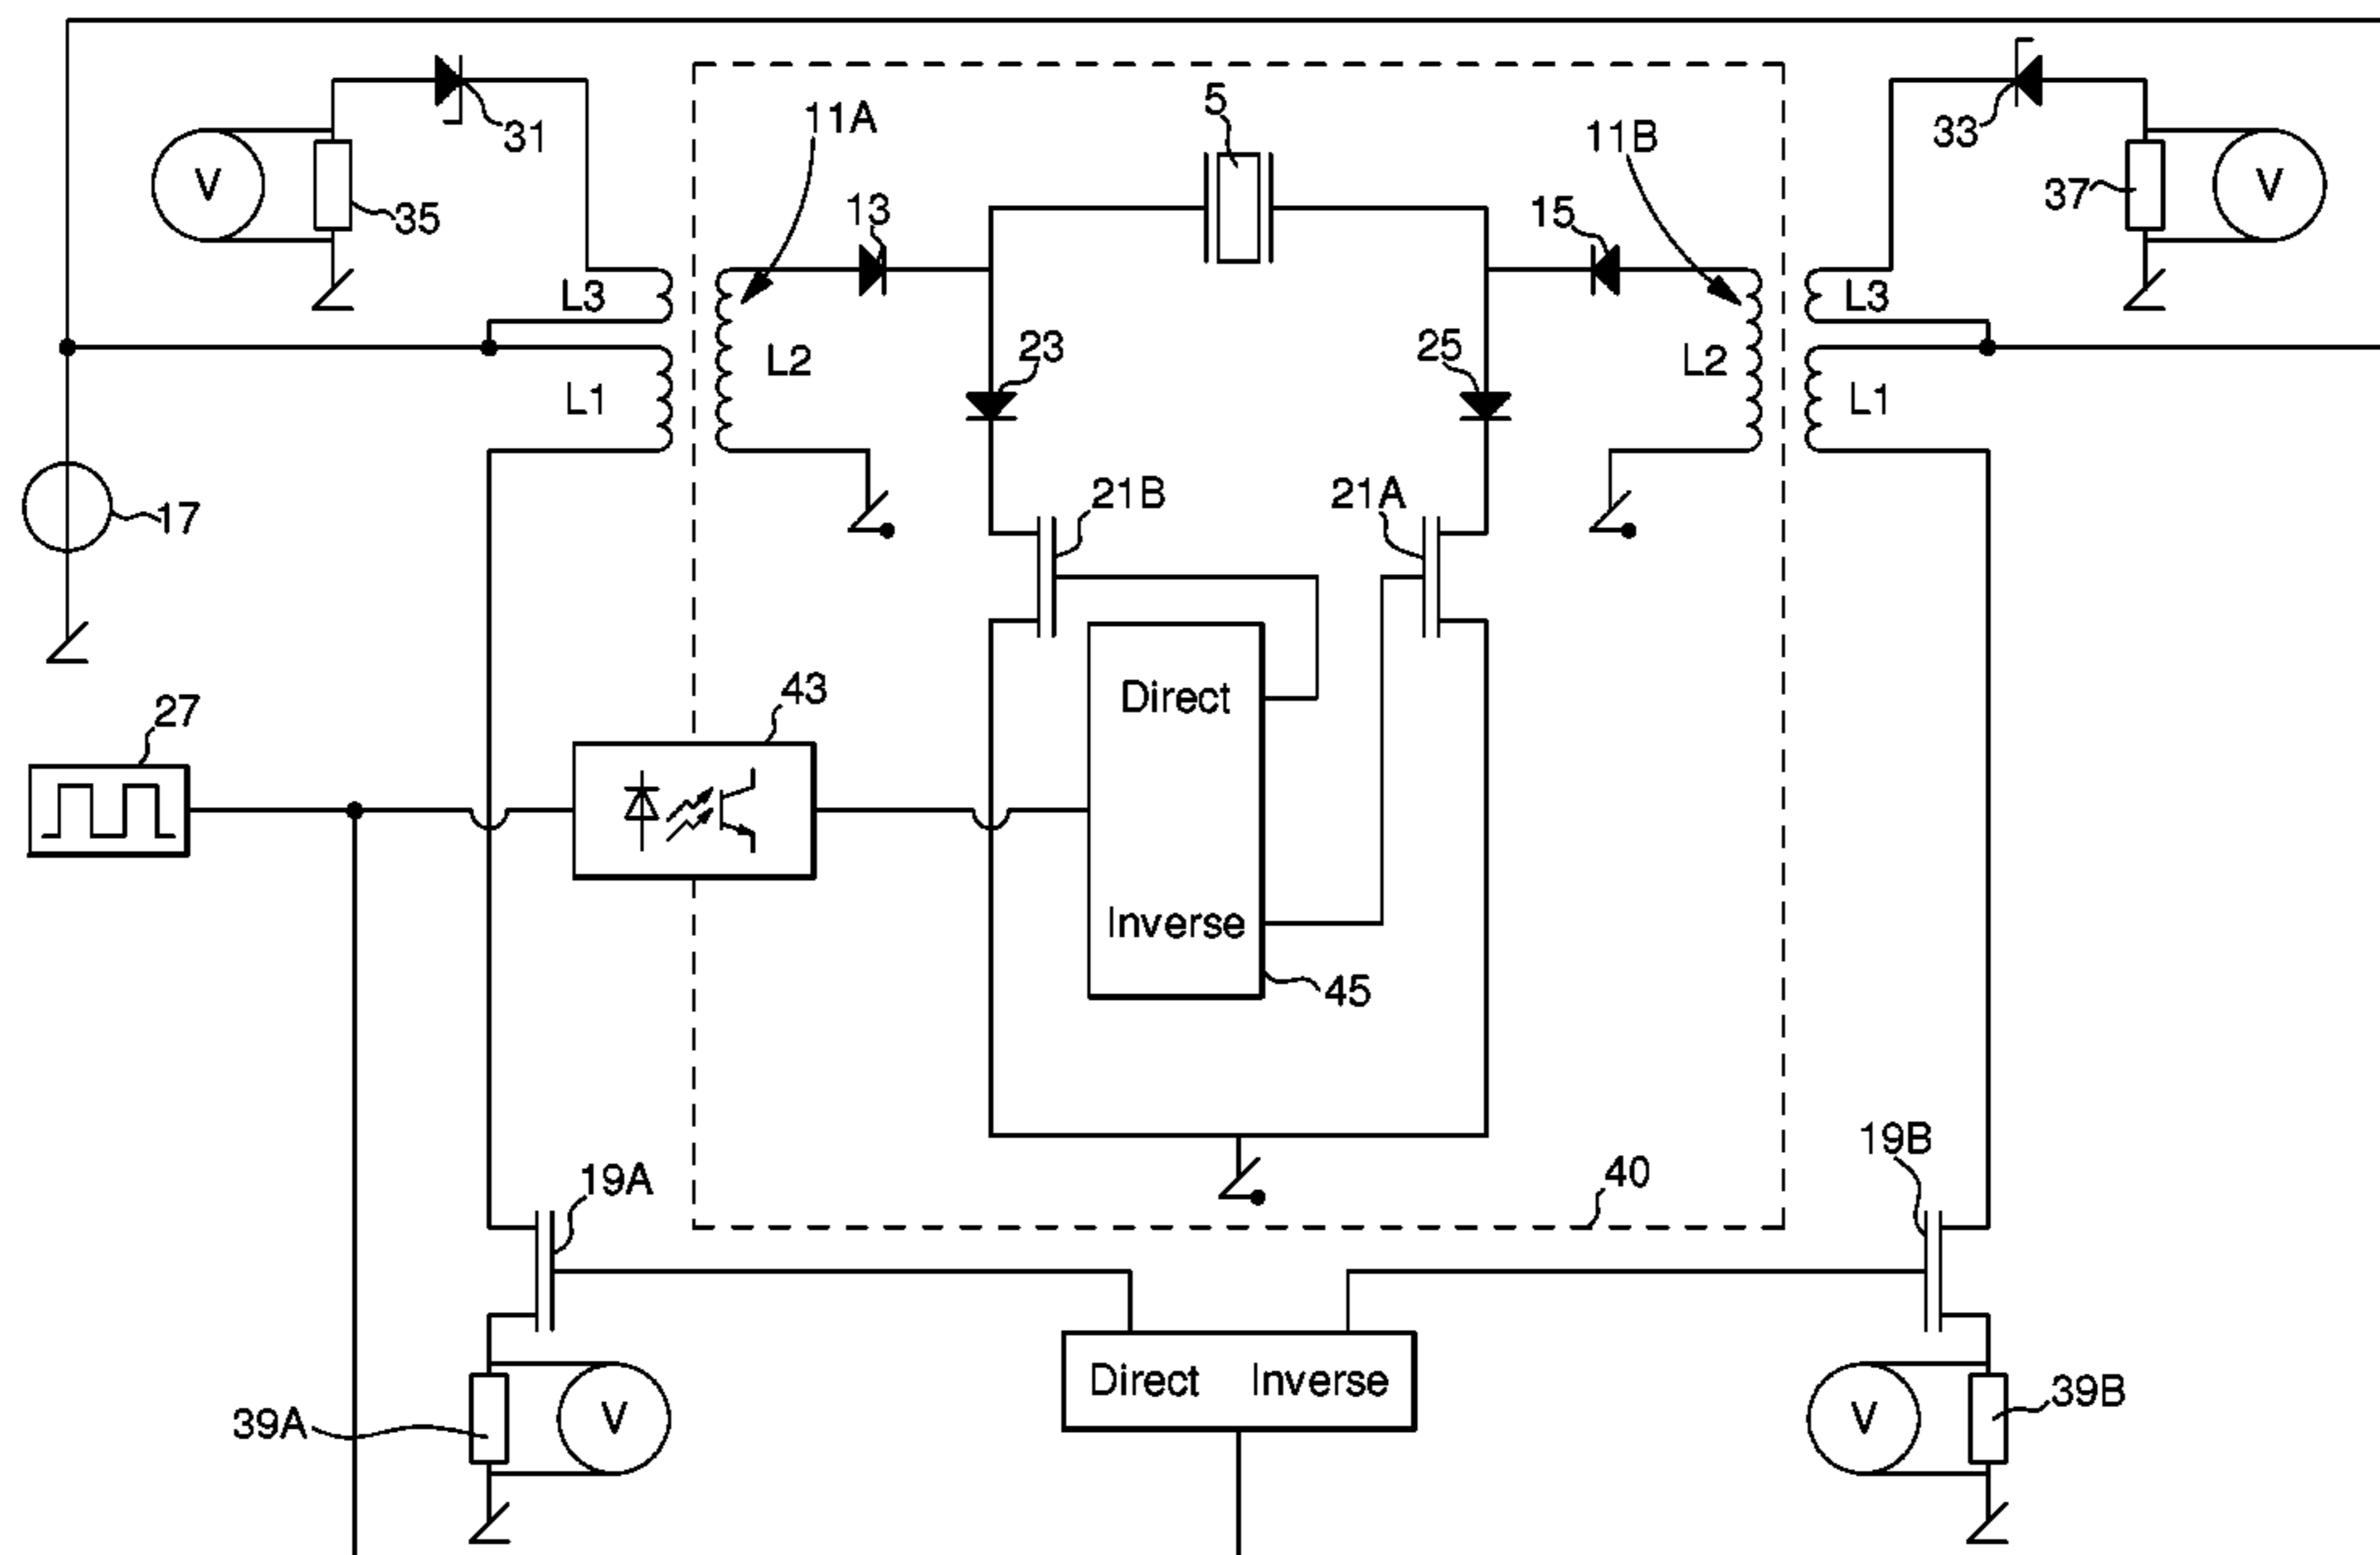 5
11A
11B
31
33
V
35
13
15
37
V
L3
L3
23
25
L2
L2
L1
L1
21B
21A
17
43
27
Direct
Inverse
45
19B
40
19A
Direct Inverse
39A
V
V
39B